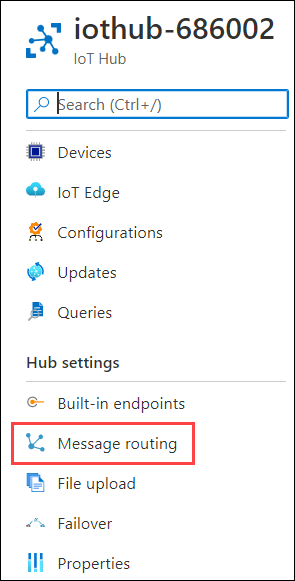 iothub-686002
IoT Hub
Search (Ctrl+/)
Devices
IoT Edge
Configurations
Updates
Queries
Hub settings
Built-in endpoints
Message routing
File upload
Failover
Properties